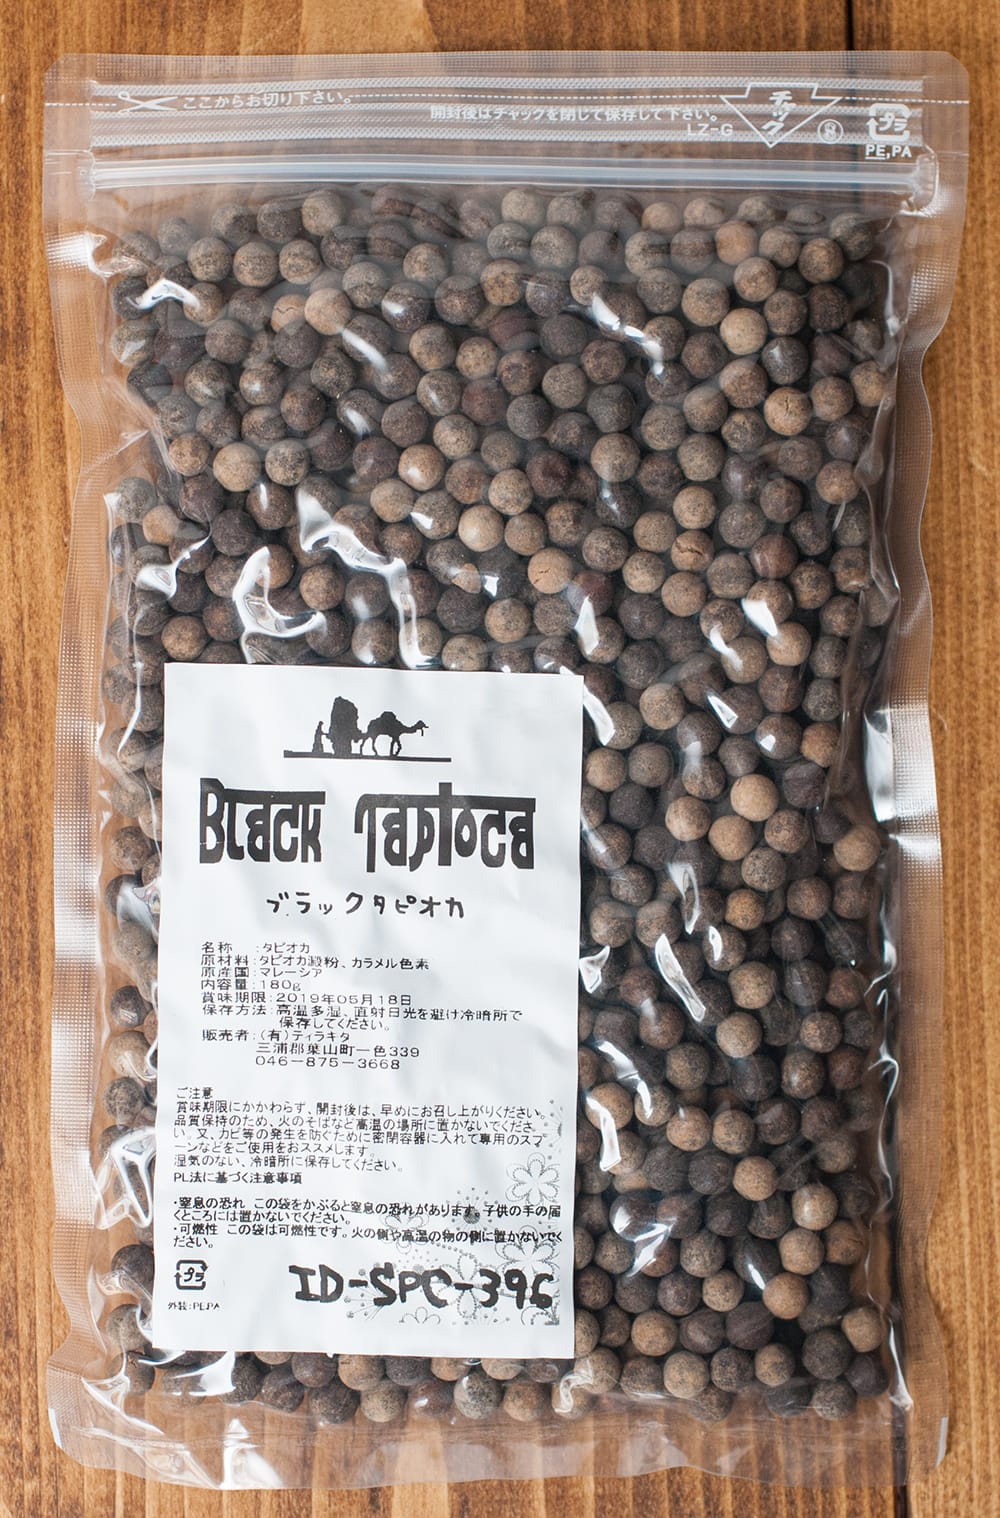 ここからお切り下さい。
開封後はチャックを閉じて保存して下さい。
チャック
LZ-G
プラ
PE,PA
Black Tapioca
ブラックタピオカ
名称　:タピオカ
原材料:タピオカ澱粉、カラメル色素
原産国:マレーシア
内容量:180g
賞味期限:2019年05月18日
保存方法:高温多湿、直射日光を避け冷暗所で
保存してください。
販売者:(有)ティラキタ
三浦郡葉山町一色339
046-875-3668
ご注意
賞味期限にかかわらず、開封後は、早めにお召し上がりください。
品質保持のため、火のそばなど高温の場所に置かないでくださ
い。又、カビ等の発生を防ぐために密閉容器に入れて専用のスプ
ーンなどをご使用をおススメします。
湿気のない、冷暗所に保存してください。
PL法に基づく注意事項
・窒息の恐れ　この袋をかぶると窒息の恐れがあります。子供の手の届
くところには置かないでください。
・可燃性　この袋は可燃性です。火の側や高温の物の側に置かないでく
ださい。
プラ
外装:PE,PA
ID-SPC-396